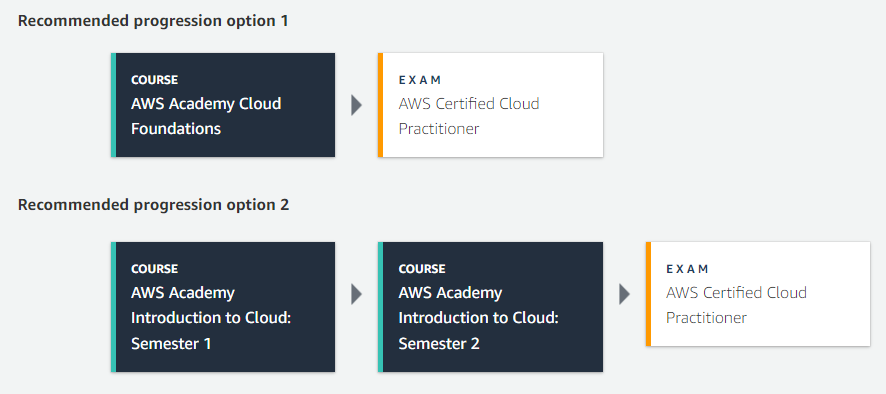 Recommended progression option 1
COURSE
AWS Academy Cloud
Foundations
EXAM
AWS Certified Cloud
Practitioner
Recommended progression option 2
COURSE
AWS Academy
Introduction to Cloud:
Semester 1
COURSE
AWS Academy
Introduction to Cloud:
Semester 2
EXAM
AWS Certified Cloud
Practitioner